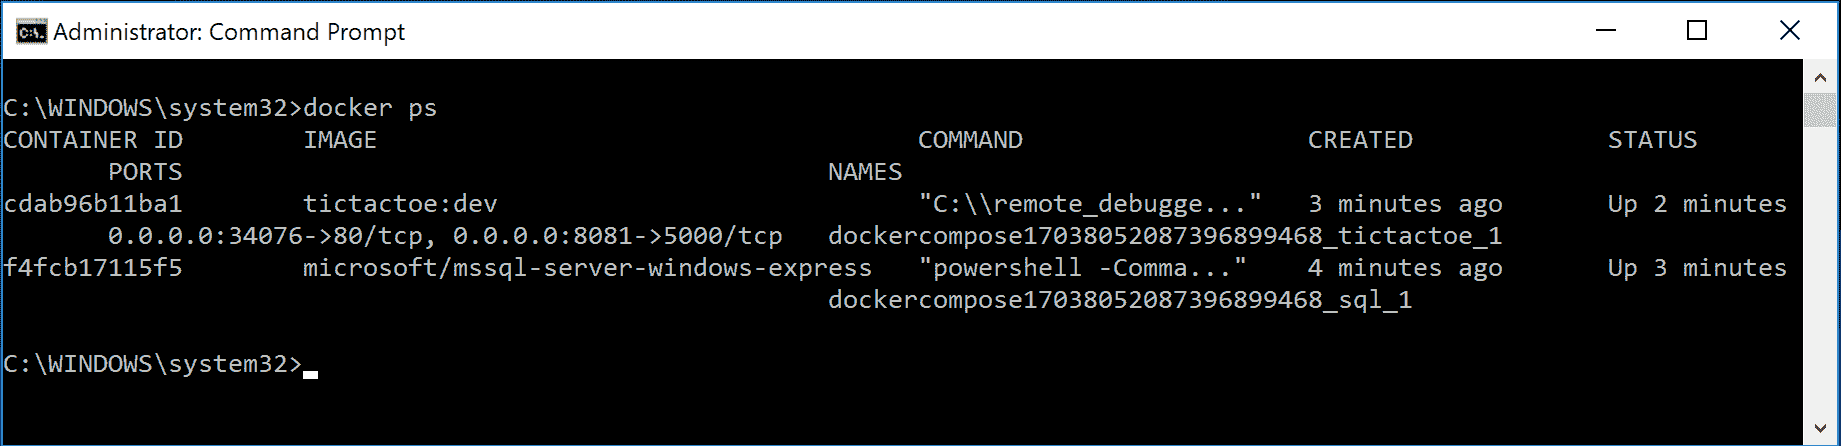 Administrator: Command Prompt
C:\WINDOWS\system32>docker ps
CONTAINER ID        IMAGE                                    COMMAND                   CREATED             STATUS
       PORTS                                           NAMES
cdab96b11ba1        tictactoe:dev                            "C:\\remote_debugge..."   3 minutes ago       Up 2 minutes
       0.0.0.0:34076->80/tcp, 0.0.0.0:8081->5000/tcp   dockercompose17038052087396899468_tictactoe_1
f4fcb17115f5        microsoft/mssql-server-windows-express   "powershell -Comma..."    4 minutes ago       Up 3 minutes
                                                       dockercompose17038052087396899468_sql_1
C:\WINDOWS\system32>